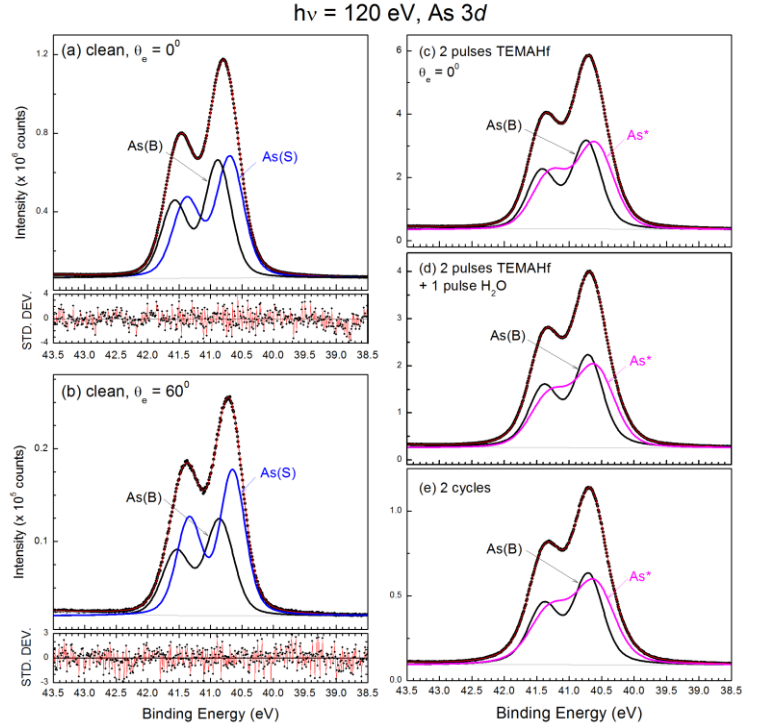 hν = 120 eV, As 3d
(a) clean, θe = 0⁰
As(B)
As(S)
Intensity (x 10⁶ counts)
1.2
0.8
0.4
STD. DEV.
4
0
-4
43.5 43.0 42.5 42.0 41.5 41.0 40.5 40.0 39.5 39.0 38.5
(b) clean, θe = 60⁰
As(B)
As(S)
Intensity (x 10⁵ counts)
0.2
0.1
STD. DEV.
3
0
-3
43.5 43.0 42.5 42.0 41.5 41.0 40.5 40.0 39.5 39.0 38.5
Binding Energy (eV)
(c) 2 pulses TEMAHf
θe = 0⁰
As(B)
As*
6
4
2
0
(d) 2 pulses TEMAHf
+ 1 pulse H₂O
As(B)
As*
4
3
2
1
0
(e) 2 cycles
As(B)
As*
1.0
0.5
0.0
43.5 43.0 42.5 42.0 41.5 41.0 40.5 40.0 39.5 39.0 38.5
Binding Energy (eV)